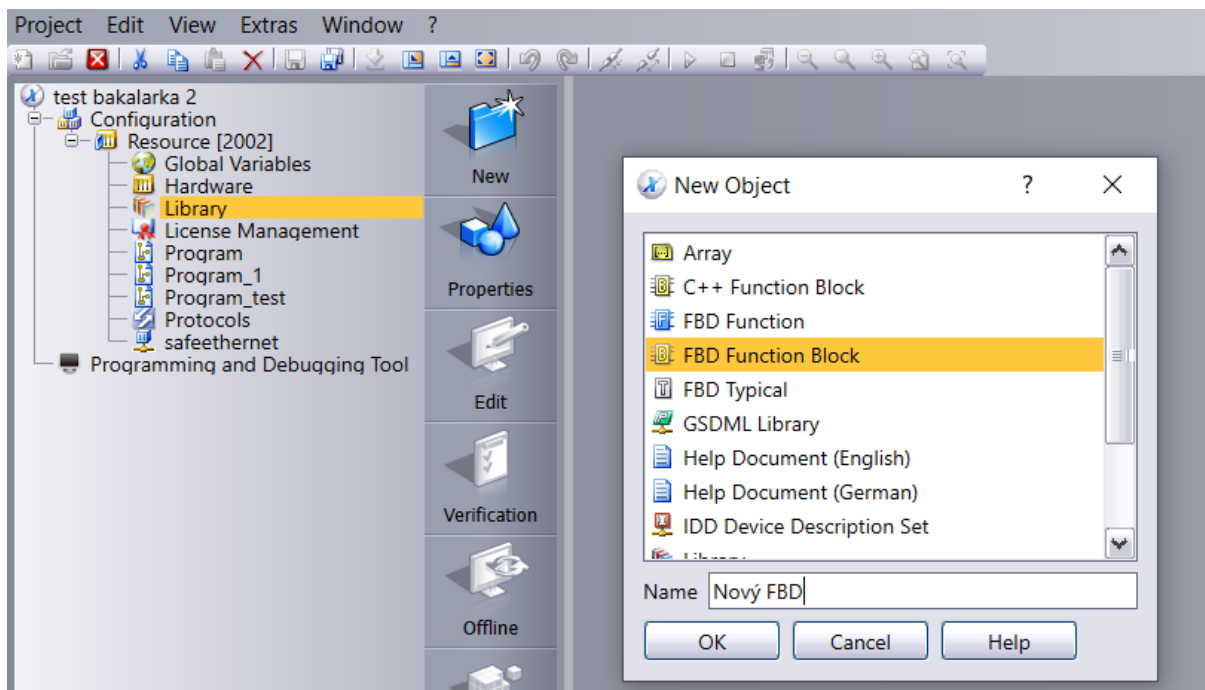 Project Edit View Extras Window ?
test bakalarka 2
Configuration
Resource [2002]
Global Variables
Hardware
Library
License Management
Program
Program_1
Program_test
Protocols
safeethernet
Programming and Debugging Tool
New
Properties
Edit
Verification
Offline
New Object ?
Array
C++ Function Block
FBD Function
FBD Function Block
FBD Typical
GSDML Library
Help Document (English)
Help Document (German)
IDD Device Description Set
Library
Name Nový FBD
OK Cancel Help